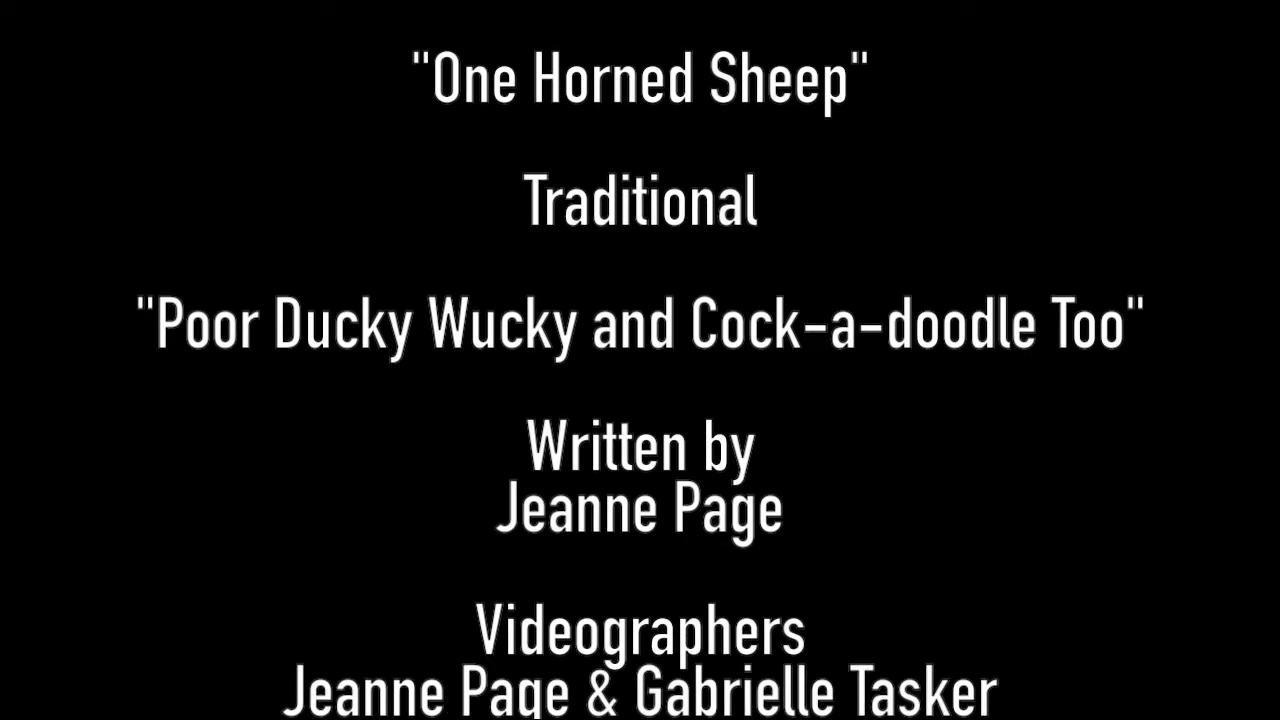 "One Horned Sheep"
Traditional
"Poor Ducky Wucky and Cock-a-doodle Too"
Written by
Jeanne Page
Videographers
Jeanne Page & Gabrielle Tasker